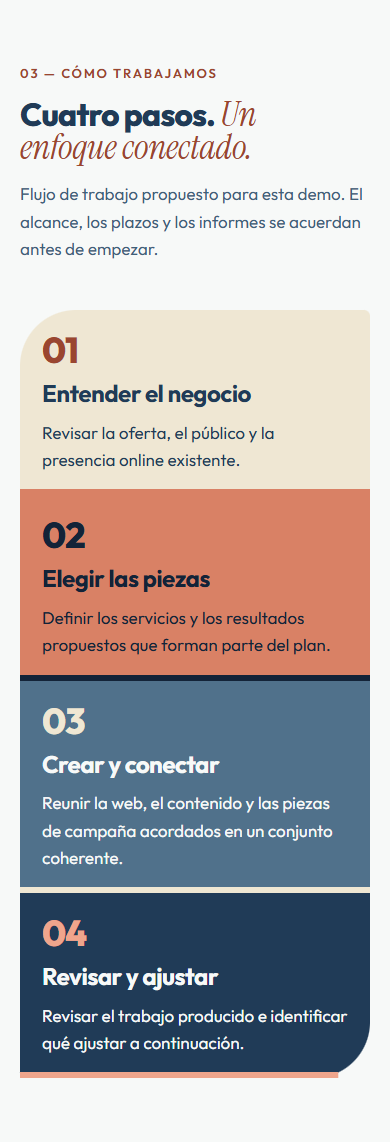 03 — CÓMO TRABAJAMOS
Cuatro pasos. Un
enfoque conectado.
Flujo de trabajo propuesto para esta demo. El
alcance, los plazos y los informes se acuerdan
antes de empezar.
01
Entender el negocio
Revisar la oferta, el público y la
presencia online existente.
02
Elegir las piezas
Definir los servicios y los resultados
propuestos que forman parte del plan.
03
Crear y conectar
Reunir la web, el contenido y las piezas
de campaña acordados en un conjunto
coherente.
04
Revisar y ajustar
Revisar el trabajo producido e identificar
qué ajustar a continuación.